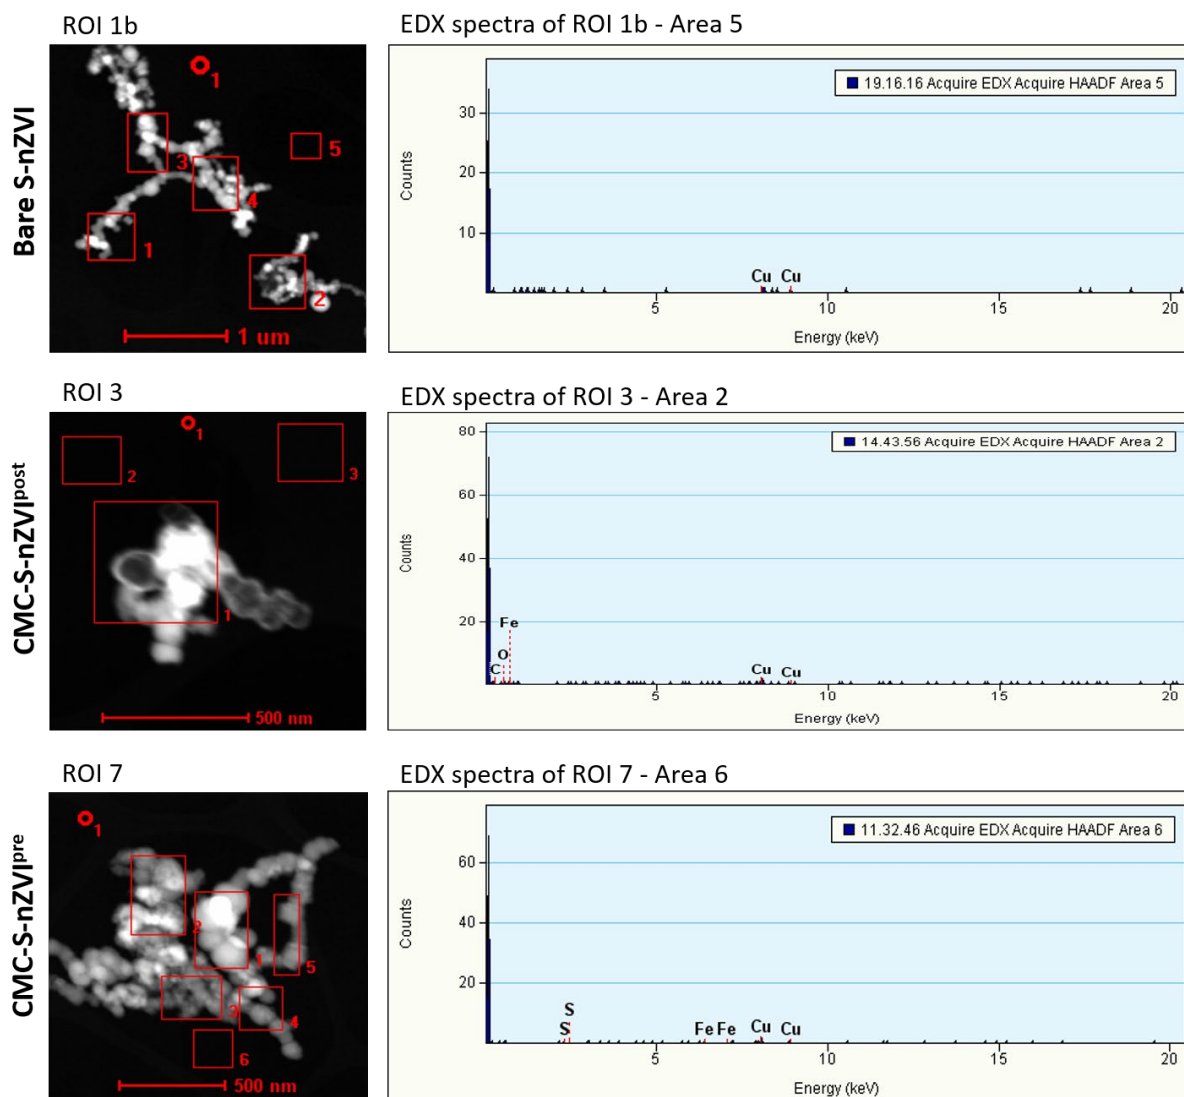 ROI 1b
EDX spectra of ROI 1b - Area 5
Bare S-nZVI
1
5
3
4
1
2
1 um
19.16.16 Acquire EDX Acquire HAADF Area 5
Counts
30
20
10
Cu Cu
5 10 15 20
Energy (keV)
ROI 3
EDX spectra of ROI 3 - Area 2
CMC-S-nZVIpost
1
2
3
1
500 nm
14.43.56 Acquire EDX Acquire HAADF Area 2
Counts
80
60
40
20
Fe
O
C
Cu Cu
5 10 15 20
Energy (keV)
ROI 7
EDX spectra of ROI 7 - Area 6
CMC-S-nZVIpre
1
2
1
5
3
4
6
500 nm
11.32.46 Acquire EDX Acquire HAADF Area 6
Counts
60
40
20
S
S
Fe Fe Cu Cu
5 10 15 20
Energy (keV)